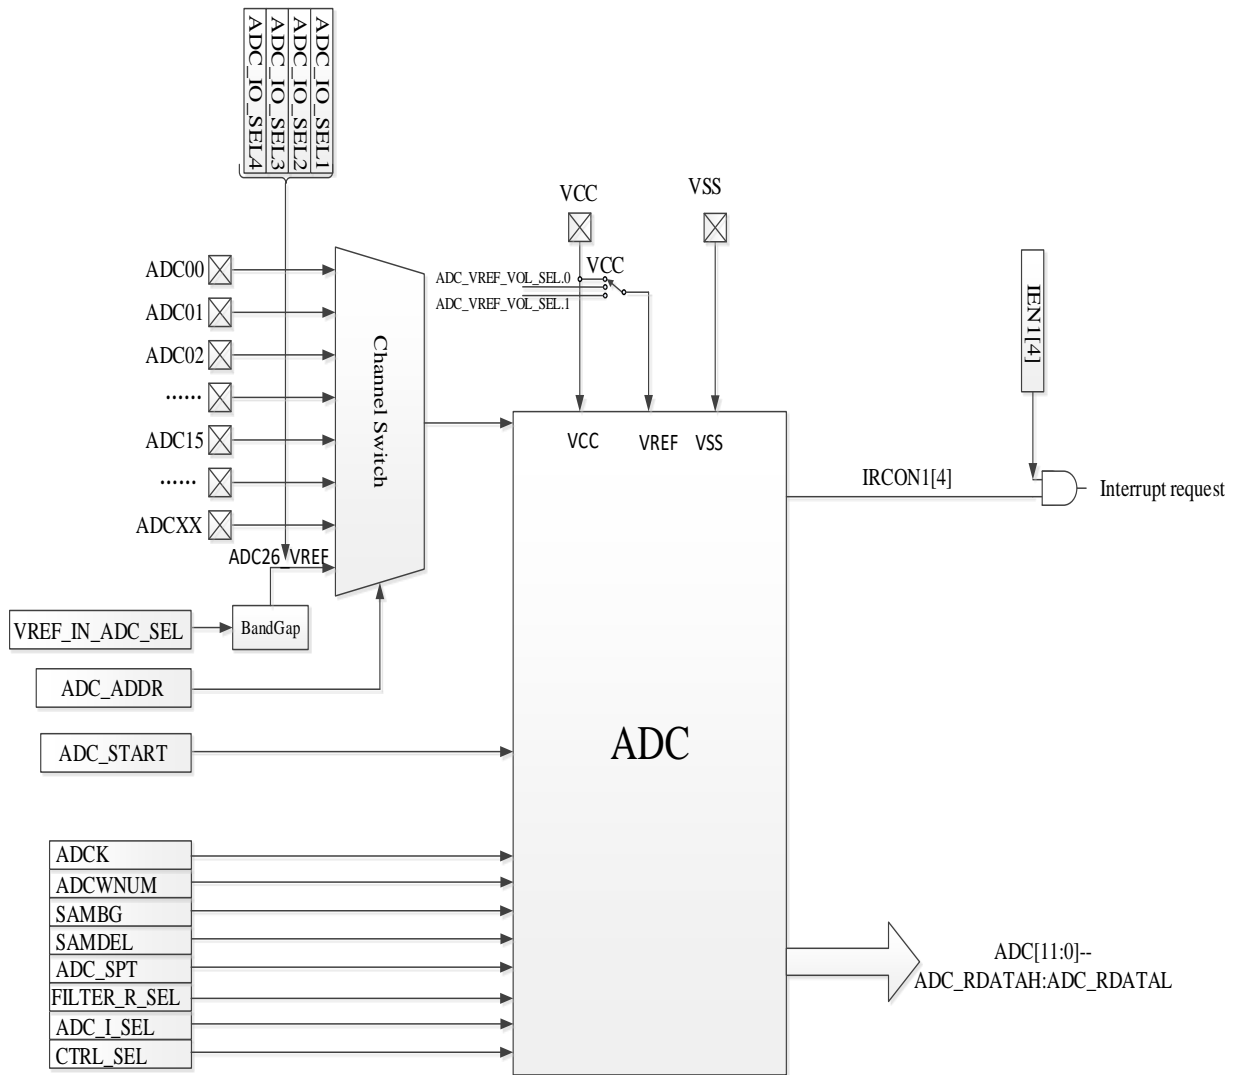 ADC_IO_SEL4
ADC_IO_SEL3
ADC_IO_SEL2
ADC_IO_SEL1
VCC
VSS
ADC00
ADC01
ADC02
......
ADC15
......
ADCXX
ADC26_VREF
Channel Switch
VCC
ADC_VREF_VOL_SEL.0
ADC_VREF_VOL_SEL.1
IEN1[4]
VCC
VREF
VSS
IRCON1[4]
Interrupt request
VREF_IN_ADC_SEL
BandGap
ADC_ADDR
ADC_START
ADC
ADCK
ADCWNUM
SAMBG
SAMDEL
ADC_SPT
FILTER_R_SEL
ADC_I_SEL
CTRL_SEL
ADC[11:0]--
ADC_RDATAH:ADC_RDATAL